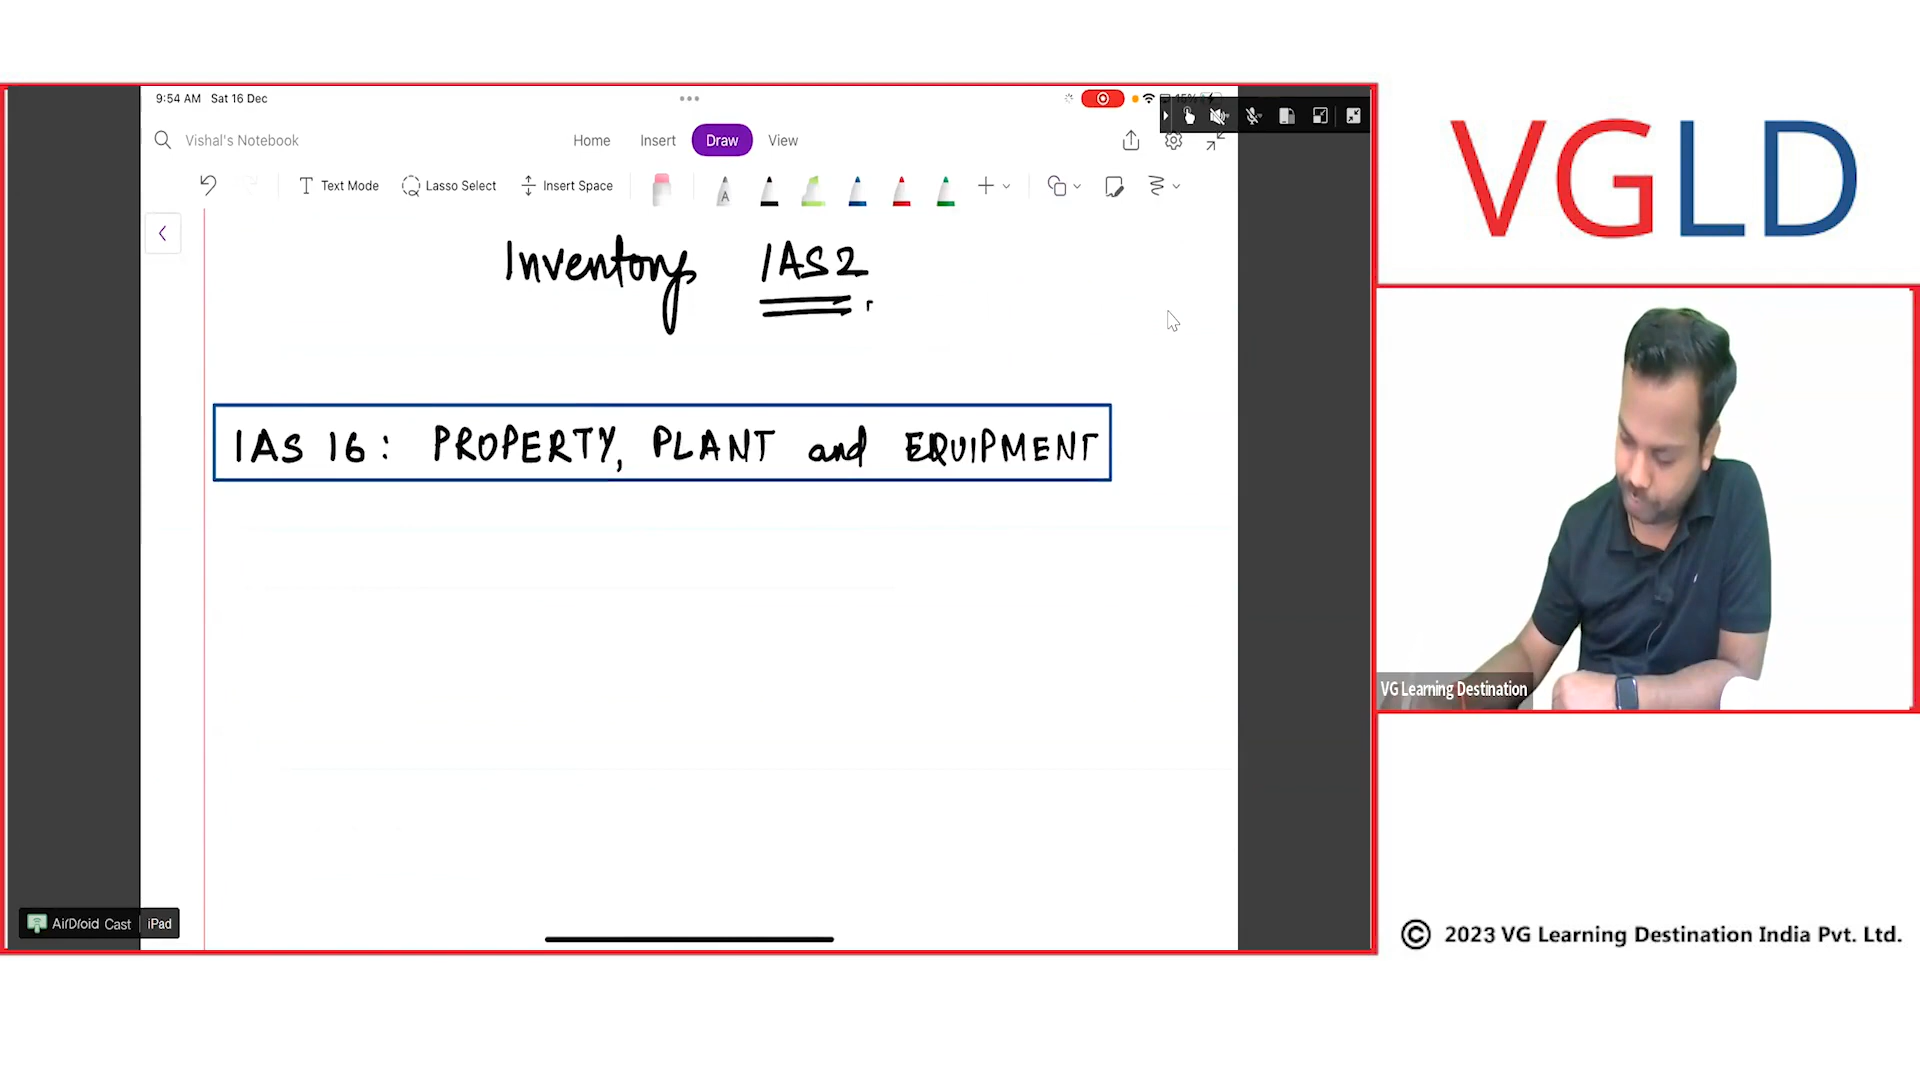 9:54 AM Sat 16 Dec
15%
Vishal's Notebook
Home Insert Draw View
Text Mode Lasso Select Insert Space
A
Inventory IAS2
IAS 16: PROPERTY, PLANT and EQUIPMENT
AirDroid Cast iPad
VGLD
VG Learning Destination
© 2023 VG Learning Destination India Pvt. Ltd.